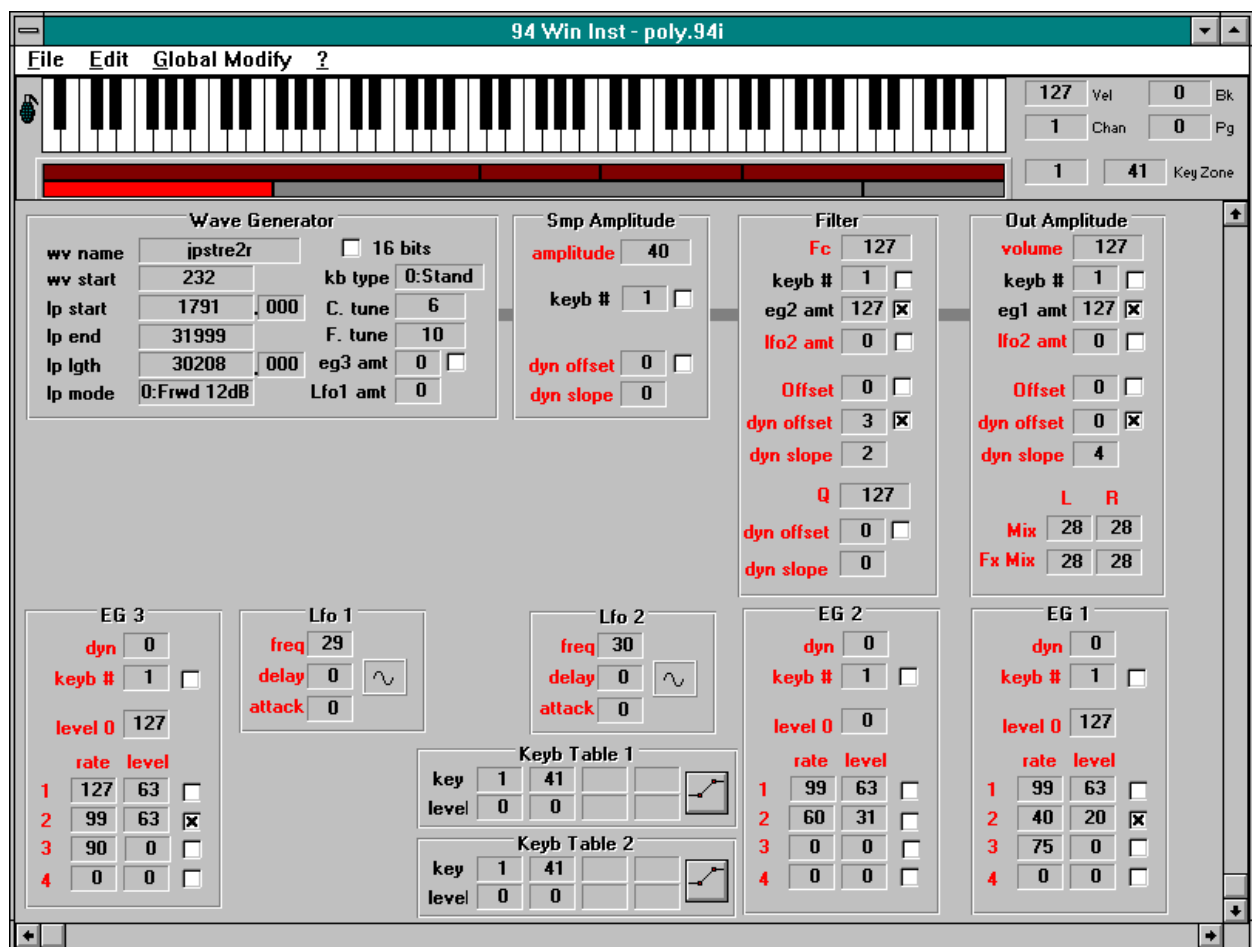 94 Win Inst - poly.94i
File Edit Global Modify ?
127 Vel 0 Bk
1 Chan 0 Pg
1 41 Key Zone
Wave Generator
wv name jpstre2r 16 bits
wv start 232 kb type 0:Stand
lp start 1791 . 000 C. tune 6
lp end 31999 F. tune 10
lp lgth 30208 . 000 eg3 amt 0
lp mode 0:Frwd 12dB Lfo1 amt 0
Smp Amplitude
amplitude 40
keyb # 1
dyn offset 0
dyn slope 0
Filter
Fc 127
keyb # 1
eg2 amt 127
lfo2 amt 0
Offset 0
dyn offset 3
dyn slope 2
Q 127
dyn offset 0
dyn slope 0
Out Amplitude
volume 127
keyb # 1
eg1 amt 127
lfo2 amt 0
Offset 0
dyn offset 0
dyn slope 4
L R
Mix 28 28
Fx Mix 28 28
EG 3
dyn 0
keyb # 1
level 0 127
rate level
1 127 63
2 99 63
3 90 0
4 0 0
Lfo 1
freq 29
delay 0
attack 0
Lfo 2
freq 30
delay 0
attack 0
Keyb Table 1
key 1 41
level 0 0
Keyb Table 2
key 1 41
level 0 0
EG 2
dyn 0
keyb # 1
level 0 0
rate level
1 99 63
2 60 31
3 0 0
4 0 0
EG 1
dyn 0
keyb # 1
level 0 127
rate level
1 99 63
2 40 20
3 75 0
4 0 0